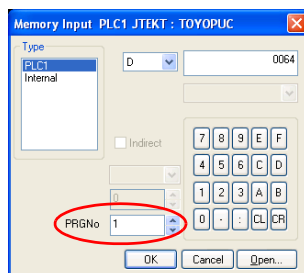 Memory Input PLC1 JTEKT : TOYOPUC
Type
PLC1
Internal
D
0064
Indirect
0
PRGNo 1
7 8 9 E F
4 5 6 C D
1 2 3 A B
0 - : CL CR
OK Cancel Open...